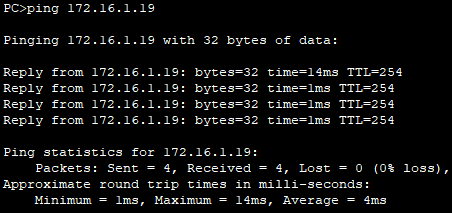 PC>ping 172.16.1.19
Pinging 172.16.1.19 with 32 bytes of data:
Reply from 172.16.1.19: bytes=32 time=14ms TTL=254
Reply from 172.16.1.19: bytes=32 time=1ms TTL=254
Reply from 172.16.1.19: bytes=32 time=1ms TTL=254
Reply from 172.16.1.19: bytes=32 time=1ms TTL=254
Ping statistics for 172.16.1.19:
Packets: Sent = 4, Received = 4, Lost = 0 (0% loss),
Approximate round trip times in milli-seconds:
Minimum = 1ms, Maximum = 14ms, Average = 4ms